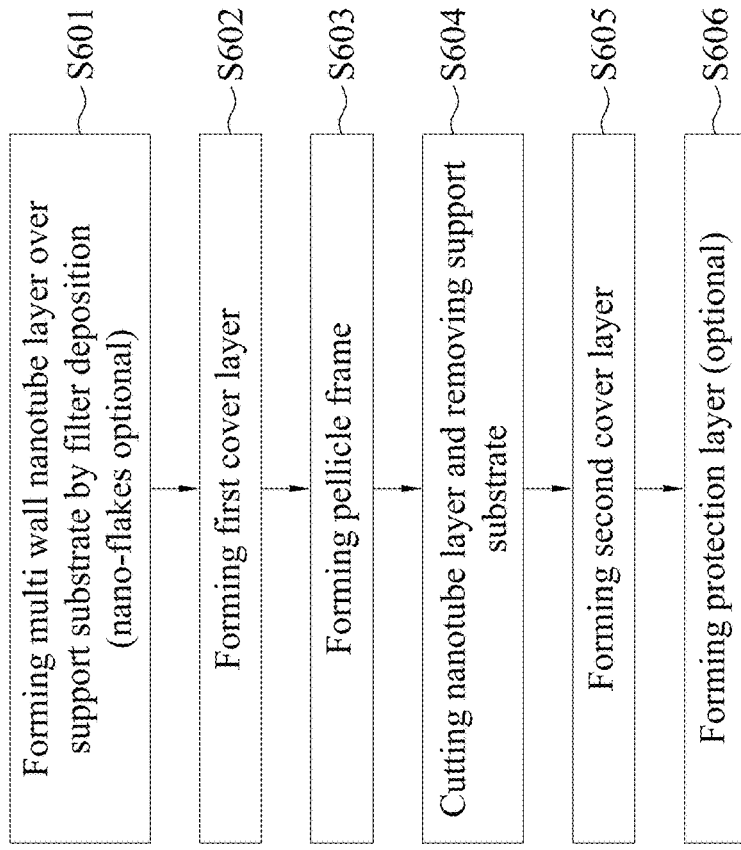 Forming multi wall nanotube layer over
support substrate by filter deposition
(nano-flakes optional)
S601
Forming first cover layer
S602
Forming pellicle frame
S603
Cutting nanotube layer and removing support
substrate
S604
Forming second cover layer
S605
Forming protection layer (optional)
S606